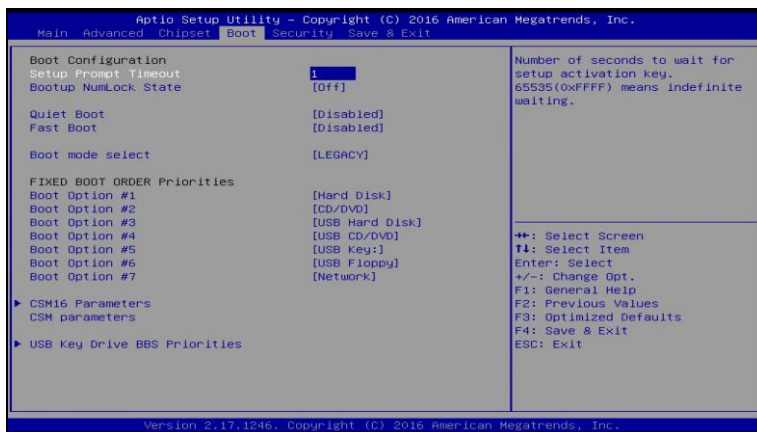 Aptio Setup Utility – Copyright (C) 2016 American Megatrends, Inc.
Main Advanced Chipset Boot Security Save & Exit
Boot Configuration
Setup Prompt Timeout 1
Bootup NumLock State [Off]
Quiet Boot [Disabled]
Fast Boot [Disabled]
Boot mode select [LEGACY]
FIXED BOOT ORDER Priorities
Boot Option #1 [Hard Disk]
Boot Option #2 [CD/DVD]
Boot Option #3 [USB Hard Disk]
Boot Option #4 [USB CD/DVD]
Boot Option #5 [USB Key:]
Boot Option #6 [USB Floppy]
Boot Option #7 [Network]
▶ CSM16 Parameters
CSM parameters
▶ USB Key Drive BBS Priorities
Number of seconds to wait for
setup activation key.
65535(0xFFFF) means indefinite
waiting.
→←: Select Screen
↑↓: Select Item
Enter: Select
+/-: Change Opt.
F1: General Help
F2: Previous Values
F3: Optimized Defaults
F4: Save & Exit
ESC: Exit
Version 2.17.1246. Copyright (C) 2016 American Megatrends, Inc.